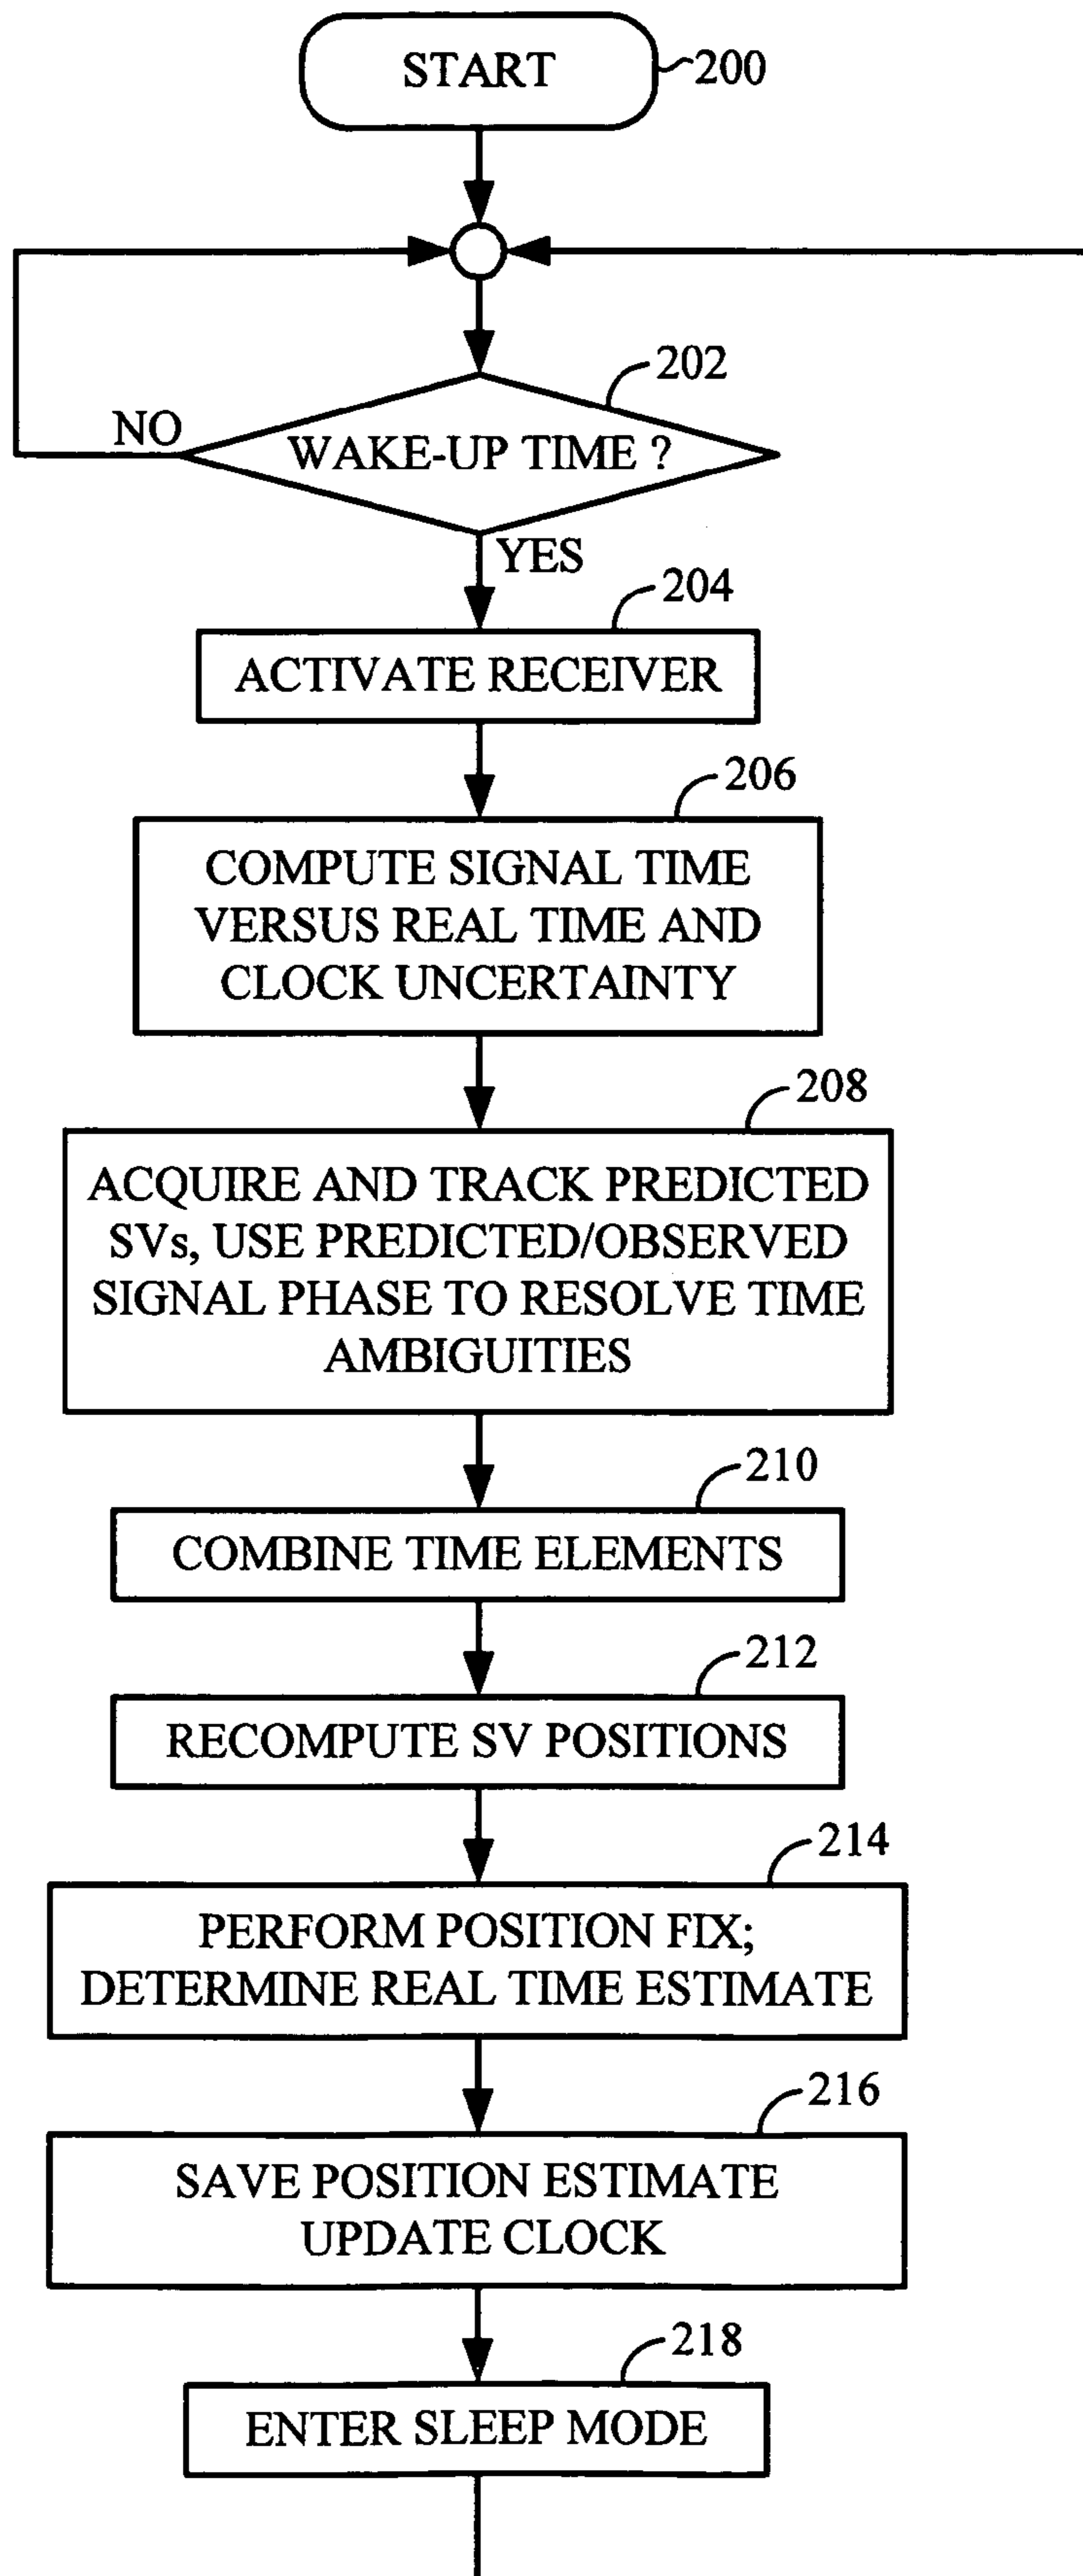 START
200
202
NO
WAKE-UP TIME ?
YES
204
ACTIVATE RECEIVER
206
COMPUTE SIGNAL TIME
VERSUS REAL TIME AND
CLOCK UNCERTAINTY
208
ACQUIRE AND TRACK PREDICTED
SVs, USE PREDICTED/OBSERVED
SIGNAL PHASE TO RESOLVE TIME
AMBIGUITIES
210
COMBINE TIME ELEMENTS
212
RECOMPUTE SV POSITIONS
214
PERFORM POSITION FIX;
DETERMINE REAL TIME ESTIMATE
216
SAVE POSITION ESTIMATE
UPDATE CLOCK
218
ENTER SLEEP MODE